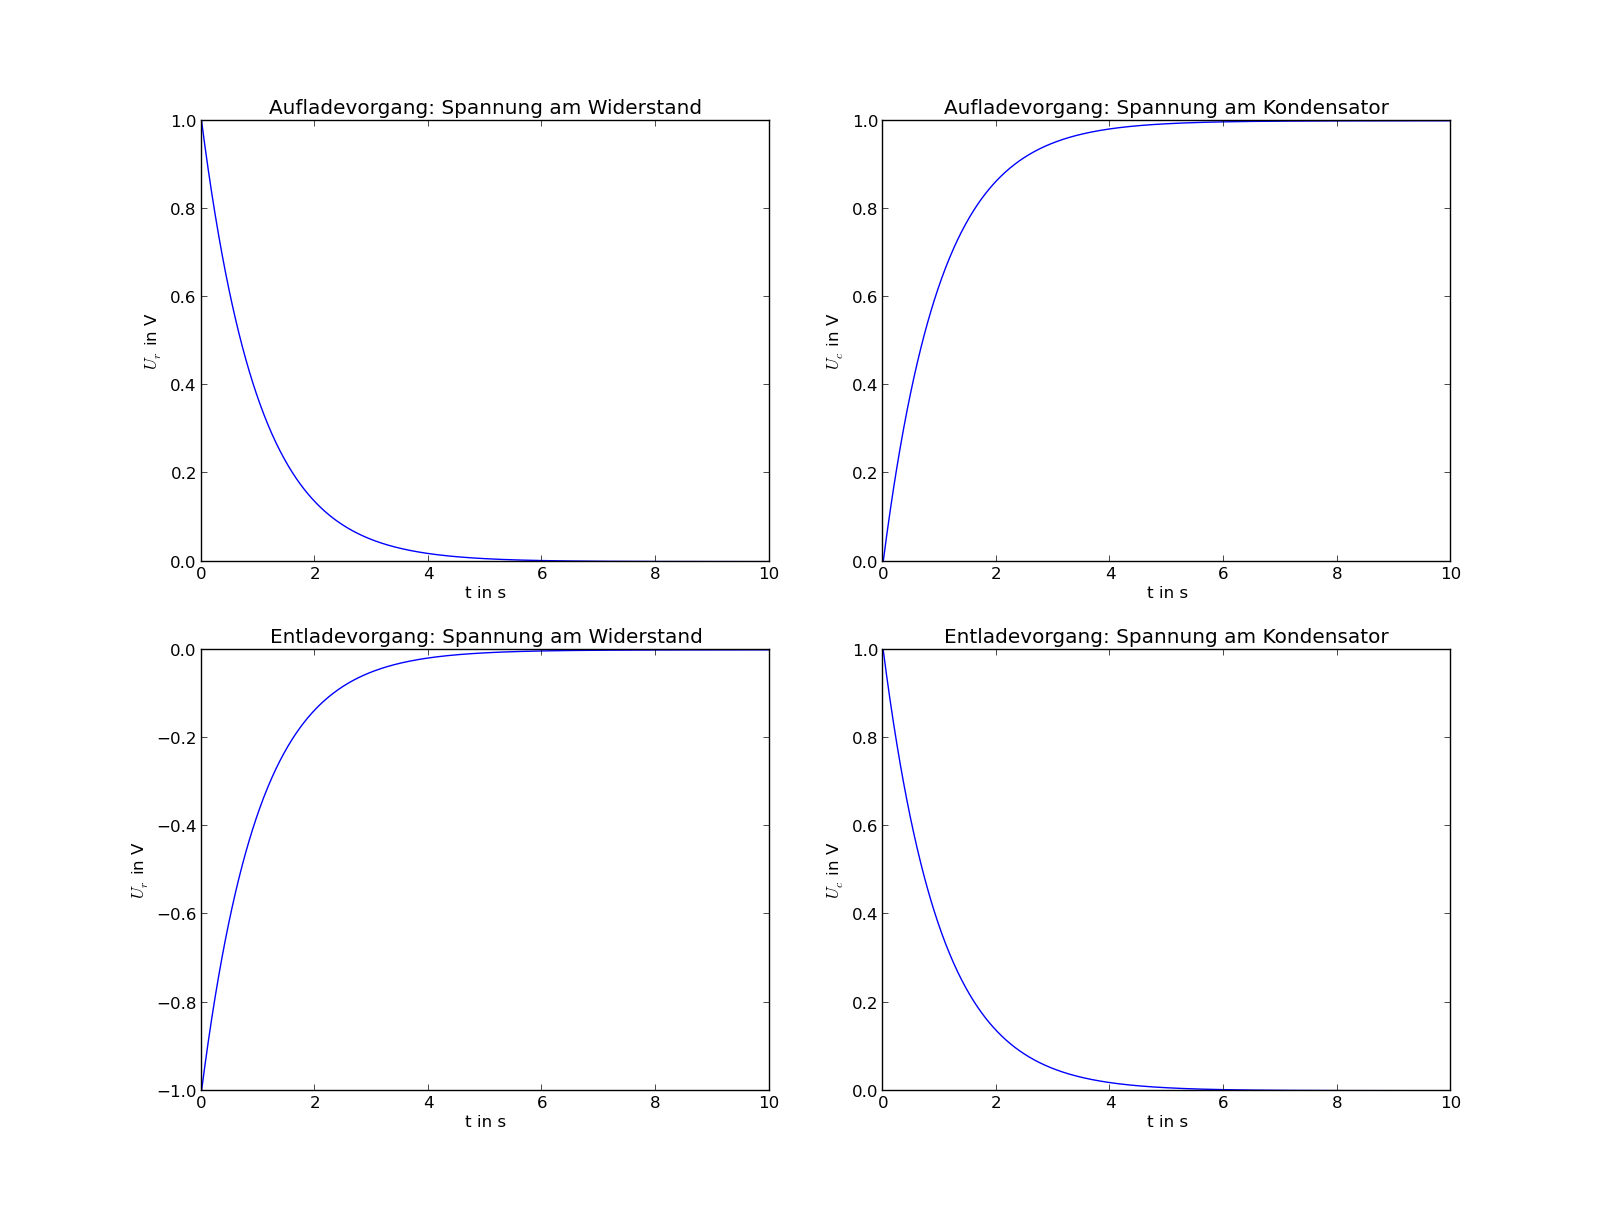 Aufladevorgang: Spannung am Widerstand
1.0
0.8
0.6
0.4
0.2
0.0
U_r in V
0 2 4 6 8 10
t in s
Aufladevorgang: Spannung am Kondensator
1.0
0.8
0.6
0.4
0.2
0.0
U_c in V
0 2 4 6 8 10
t in s
Entladevorgang: Spannung am Widerstand
0.0
−0.2
−0.4
−0.6
−0.8
−1.0
U_r in V
0 2 4 6 8 10
t in s
Entladevorgang: Spannung am Kondensator
1.0
0.8
0.6
0.4
0.2
0.0
U_c in V
0 2 4 6 8 10
t in s